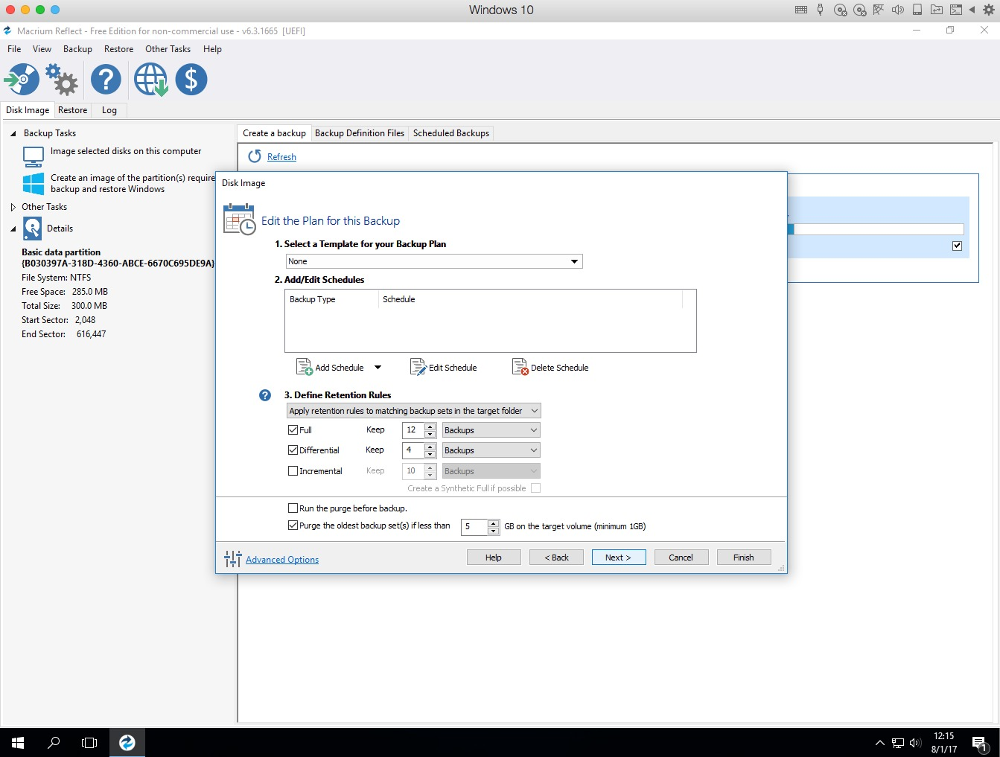 Windows 10
Macrium Reflect - Free Edition for non-commercial use - v6.3.1665 [UEFI]
File View Backup Restore Other Tasks Help
Disk Image Restore Log
Backup Tasks
Image selected disks on this computer
Create an image of the partition(s) require
backup and restore Windows
Other Tasks
Details
Basic data partition
{B030397A-318D-4360-ABCE-6670C695DE9A}
File System: NTFS
Free Space: 285.0 MB
Total Size: 300.0 MB
Start Sector: 2,048
End Sector: 616,447
Create a backup Backup Definition Files Scheduled Backups
Refresh
Disk Image
Edit the Plan for this Backup
1. Select a Template for your Backup Plan
None
2. Add/Edit Schedules
Backup Type Schedule
Add Schedule Edit Schedule Delete Schedule
3. Define Retention Rules
Apply retention rules to matching backup sets in the target folder
Full Keep 12 Backups
Differential Keep 4 Backups
Incremental Keep 10 Backups
Create a Synthetic Full if possible
Run the purge before backup.
Purge the oldest backup set(s) if less than 5 GB on the target volume (minimum 1GB)
Advanced Options Help < Back Next > Cancel Finish
12:15
8/1/17
1